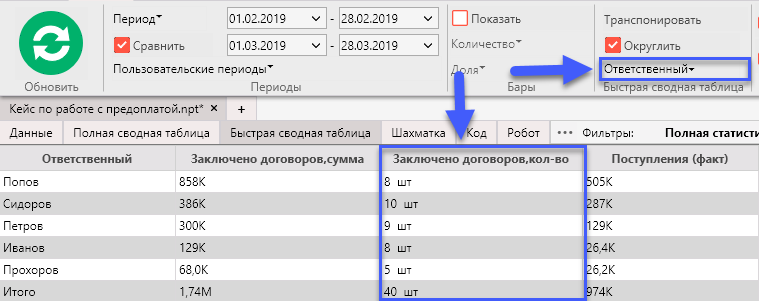 Период 01.02.2019 - 28.02.2019 Показать Транспонировать
Сравнить 01.03.2019 - 28.03.2019 Количество Округлить
Обновить Пользовательские периоды Доля Ответственный
Периоды Бары Быстрая сводная таблица
Кейс по работе с предоплатой.npt* × +
Данные Полная сводная таблица Быстрая сводная таблица Шахматка Код Робот ••• Фильтры: Полная статисти
Ответственный Заключено договоров,сумма Заключено договоров,кол-во Поступления (факт)
Попов 858K 8 шт 505K
Сидоров 386K 10 шт 287K
Петров 300K 9 шт 129K
Иванов 129K 8 шт 26,4K
Прохоров 68,0K 5 шт 26,2K
Итого 1,74M 40 шт 974K